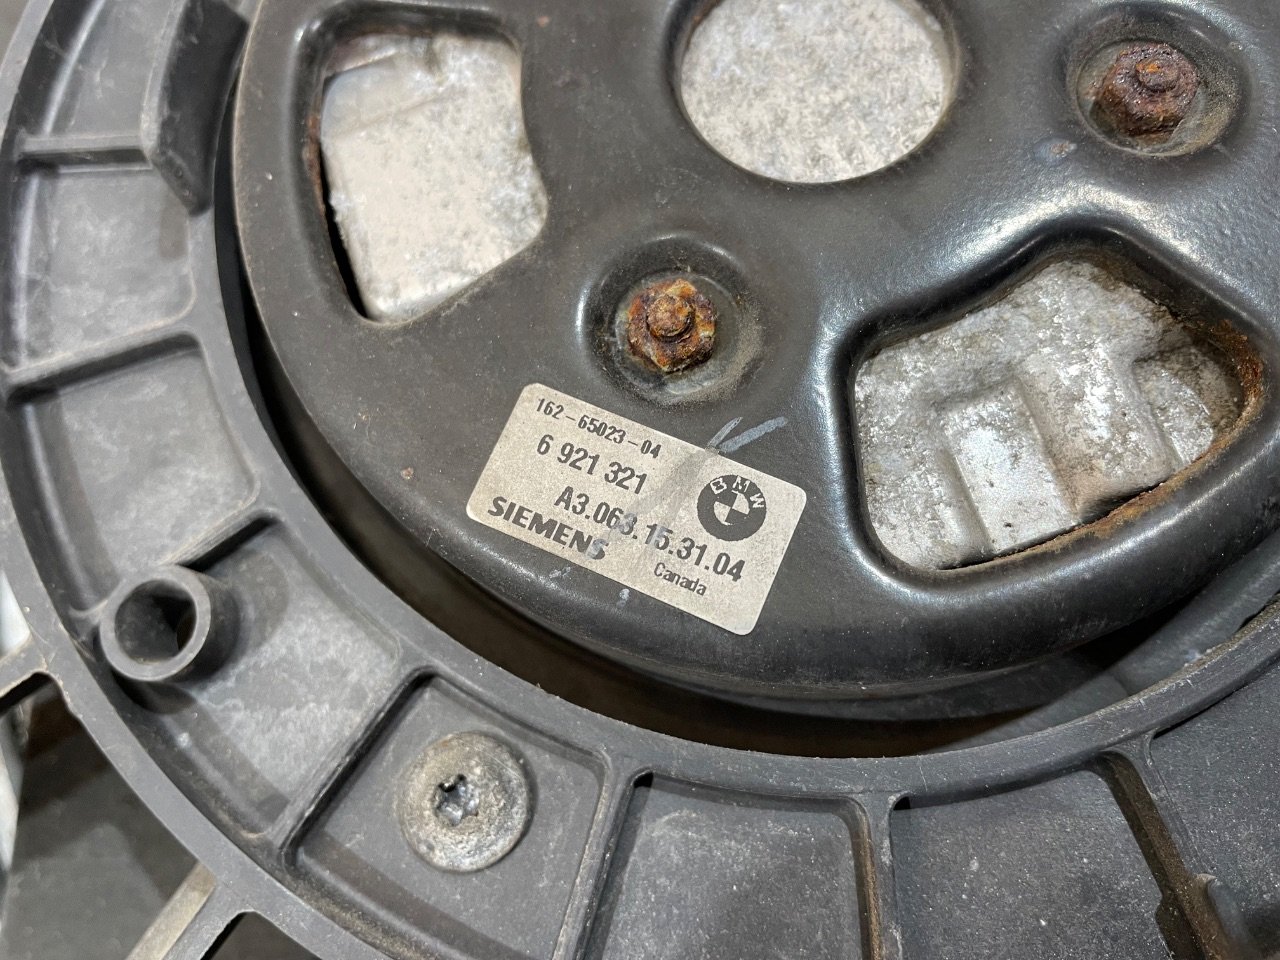 162-65023-04
6 921 321
BMW
A3.063.15.31.04
SIEMENS
Canada